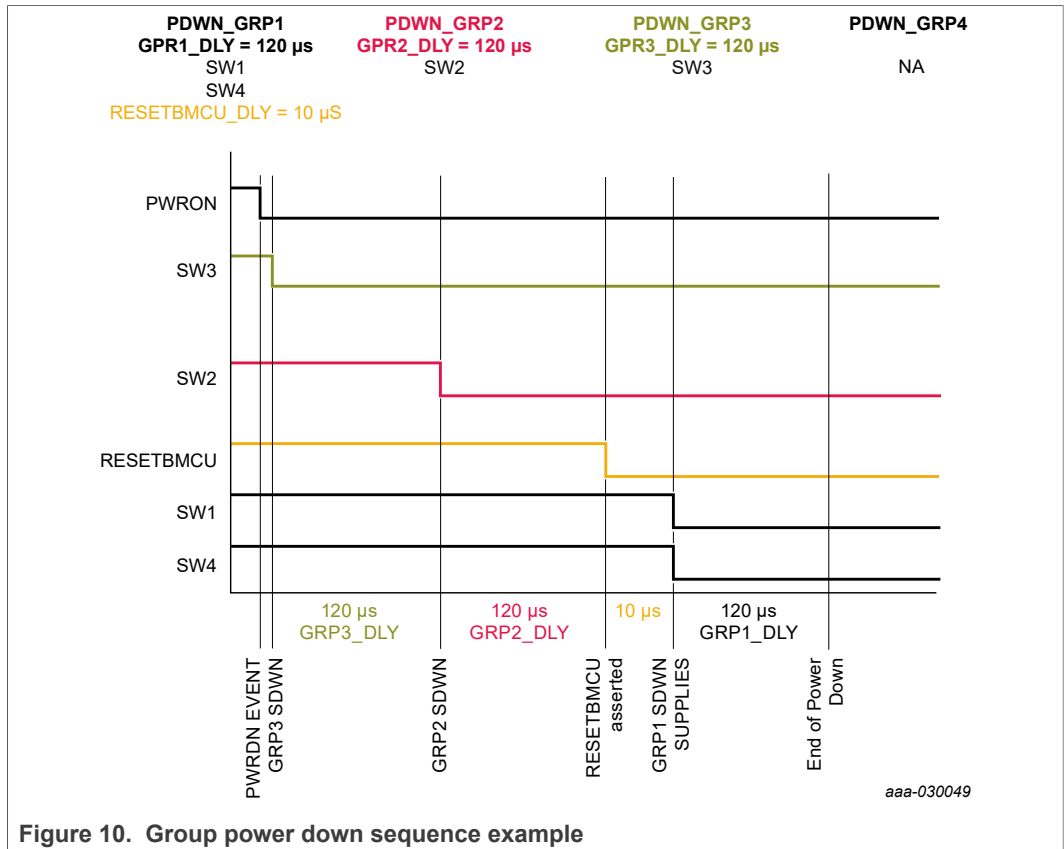 PDWN_GRP1
GPR1_DLY = 120 µs
SW1
SW4
RESETBMCU_DLY = 10 µS
PDWN_GRP2
GPR2_DLY = 120 µs
SW2
PDWN_GRP3
GPR3_DLY = 120 µs
SW3
PDWN_GRP4
NA
PWRON
SW3
SW2
RESETBMCU
SW1
SW4
120 µs
GRP3_DLY
120 µs
GRP2_DLY
10 µs
120 µs
GRP1_DLY
PWRDN EVENT
GRP3 SDWN
GRP2 SDWN
RESETBMCU
asserted
GRP1 SDWN
SUPPLIES
End of Power
Down
aaa-030049
Figure 10. Group power down sequence example